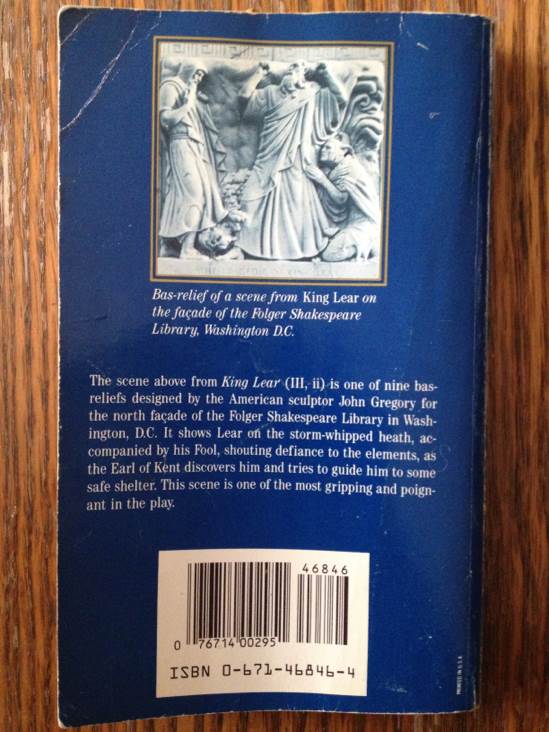 Bas-relief of a scene from King Lear on
the façade of the Folger Shakespeare
Library, Washington D.C.
The scene above from King Lear (III, ii) is one of nine bas-
reliefs designed by the American sculptor John Gregory for
the north façade of the Folger Shakespeare Library in Wash-
ington, D.C. It shows Lear on the storm-whipped heath, ac-
companied by his Fool, shouting defiance to the elements, as
the Earl of Kent discovers him and tries to guide him to some
safe shelter. This scene is one of the most gripping and poign-
ant in the play.
46846
0 76714 00295
ISBN 0-671-46846-4
PRINTED IN U.S.A.